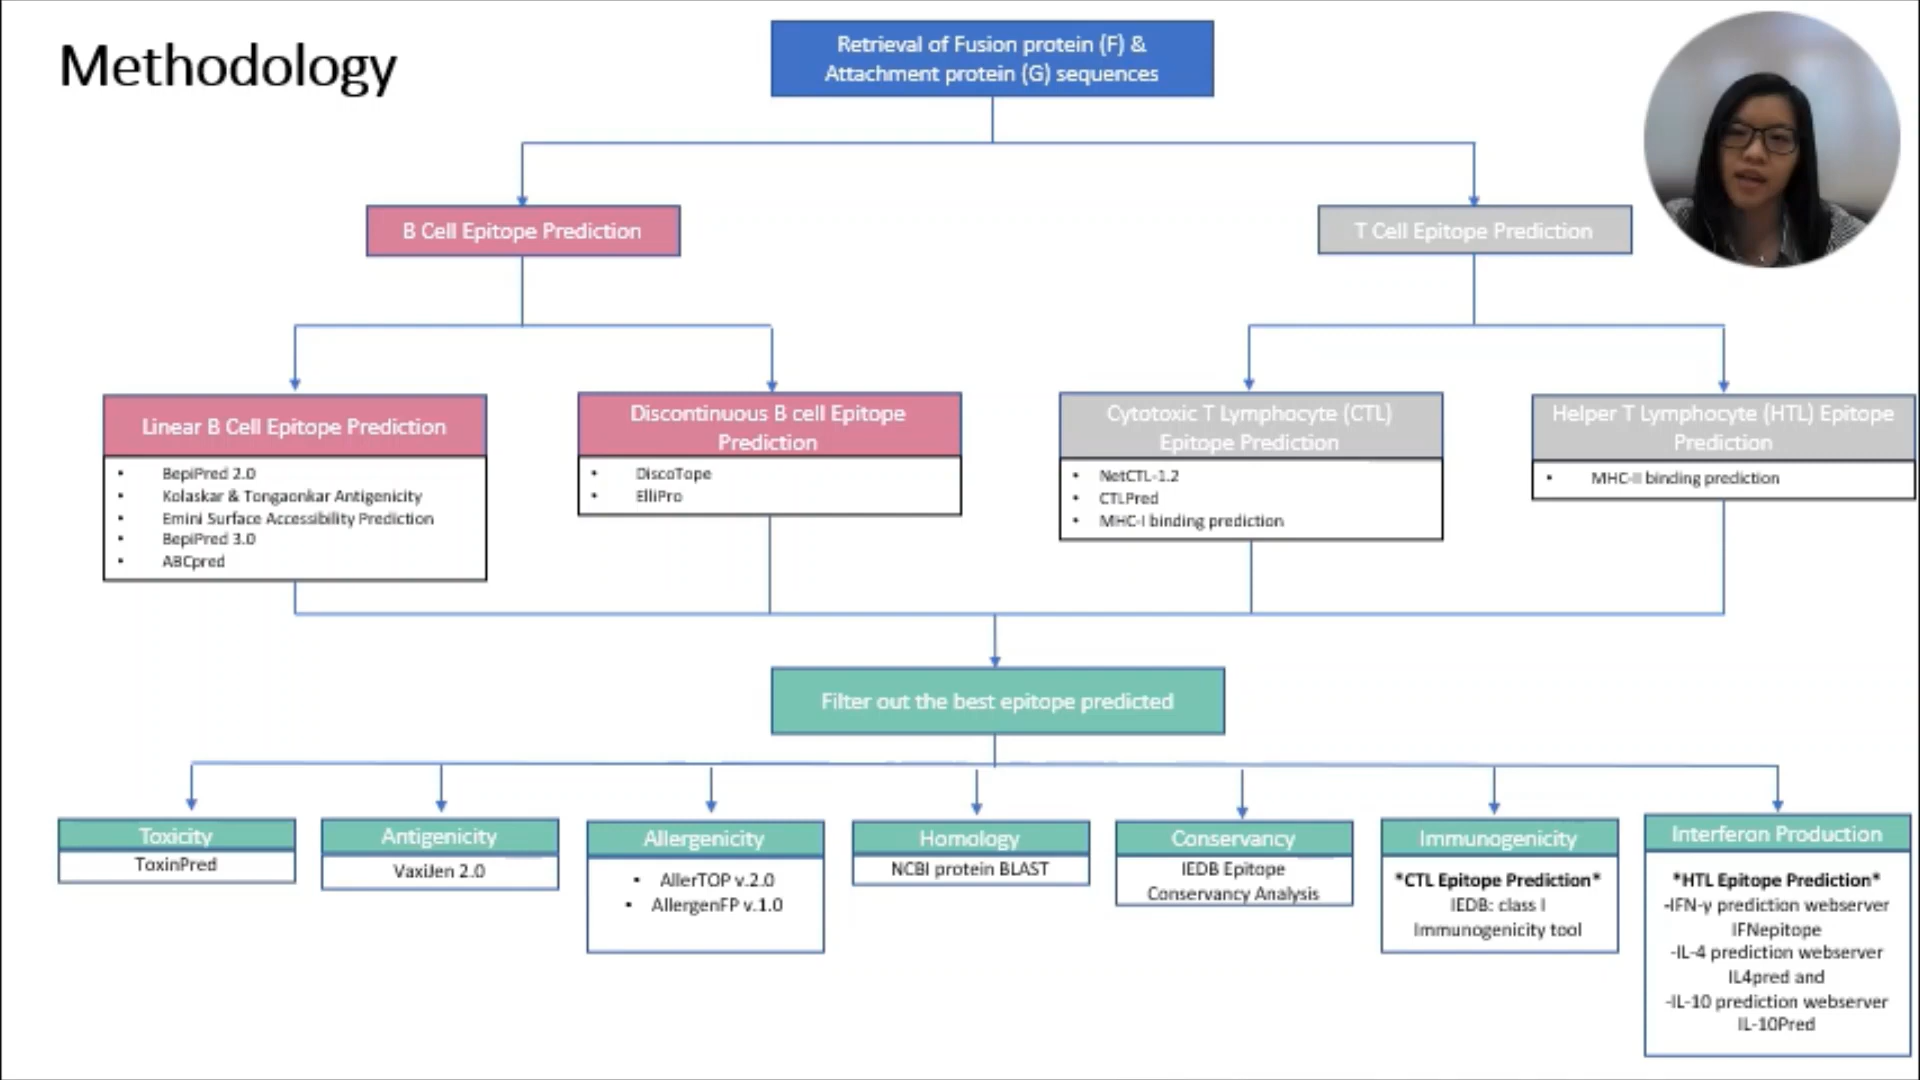 Methodology
Retrieval of Fusion protein (F) &
Attachment protein (G) sequences
B Cell Epitope Prediction
T Cell Epitope Prediction
Linear B Cell Epitope Prediction
• BepiPred 2.0
• Kolaskar & Tongaonkar Antigenicity
• Emini Surface Accessibility Prediction
• BepiPred 3.0
• ABCpred
Discontinuous B cell Epitope
Prediction
• DiscoTope
• ElliPro
Cytotoxic T Lymphocyte (CTL)
Epitope Prediction
• NetCTL-1.2
• CTLPred
• MHC-I binding prediction
Helper T Lymphocyte (HTL) Epitope
Prediction
• MHC-II binding prediction
Filter out the best epitope predicted
Toxicity
ToxinPred
Antigenicity
VaxiJen 2.0
Allergenicity
• AllerTOP v.2.0
• AllergenFP v.1.0
Homology
NCBI protein BLAST
Conservancy
IEDB Epitope
Conservancy Analysis
Immunogenicity
*CTL Epitope Prediction*
IEDB: class I
Immunogenicity tool
Interferon Production
*HTL Epitope Prediction*
-IFN-γ prediction webserver
IFNepitope
-IL-4 prediction webserver
IL4pred and
-IL-10 prediction webserver
IL-10Pred